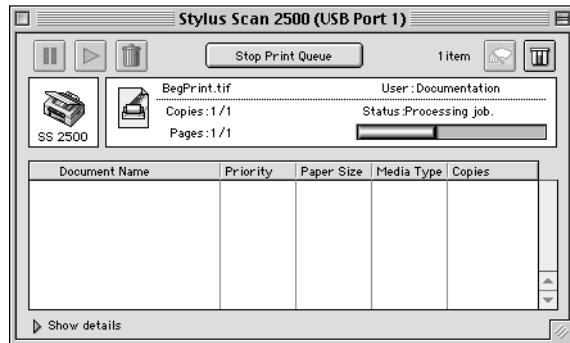 Stylus Scan 2500 (USB Port 1)
Stop Print Queue
1 item
SS 2500
BegPrint.tif
User : Documentation
Copies : 1 / 1
Status : Processing job.
Pages : 1 / 1
Document Name Priority Paper Size Media Type Copies
Show details